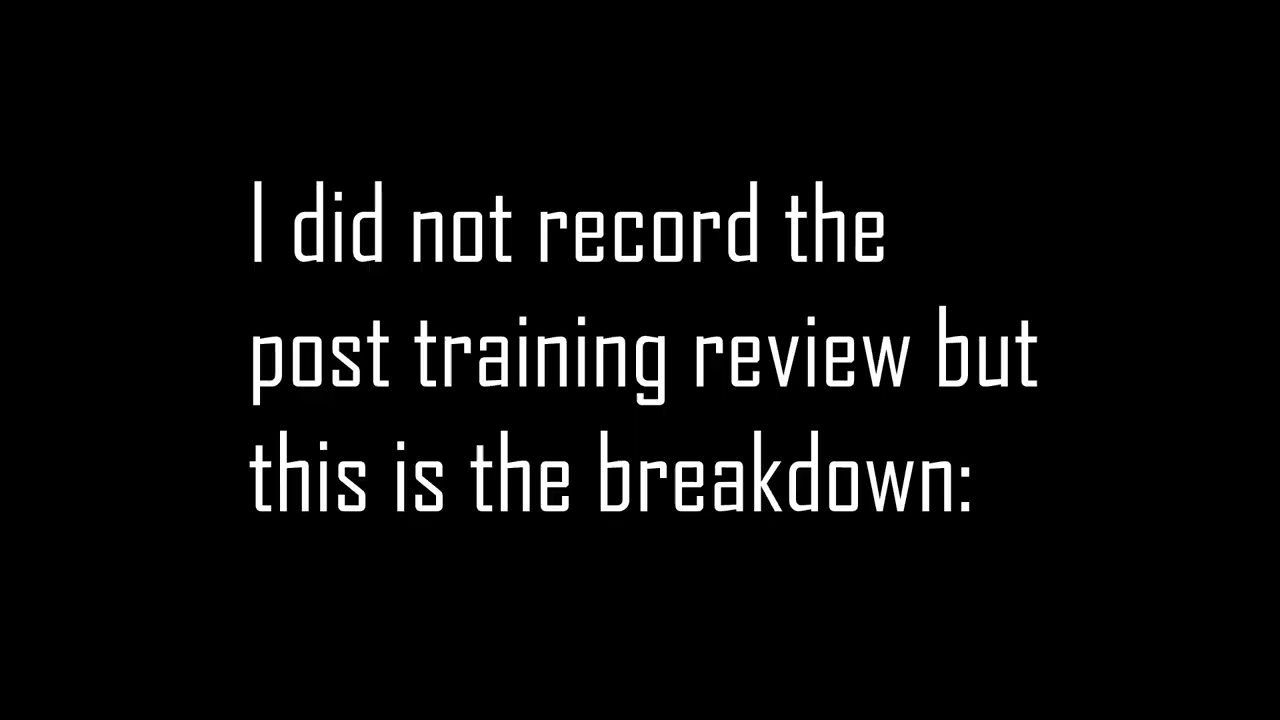 I did not record the
post training review but
this is the breakdown: